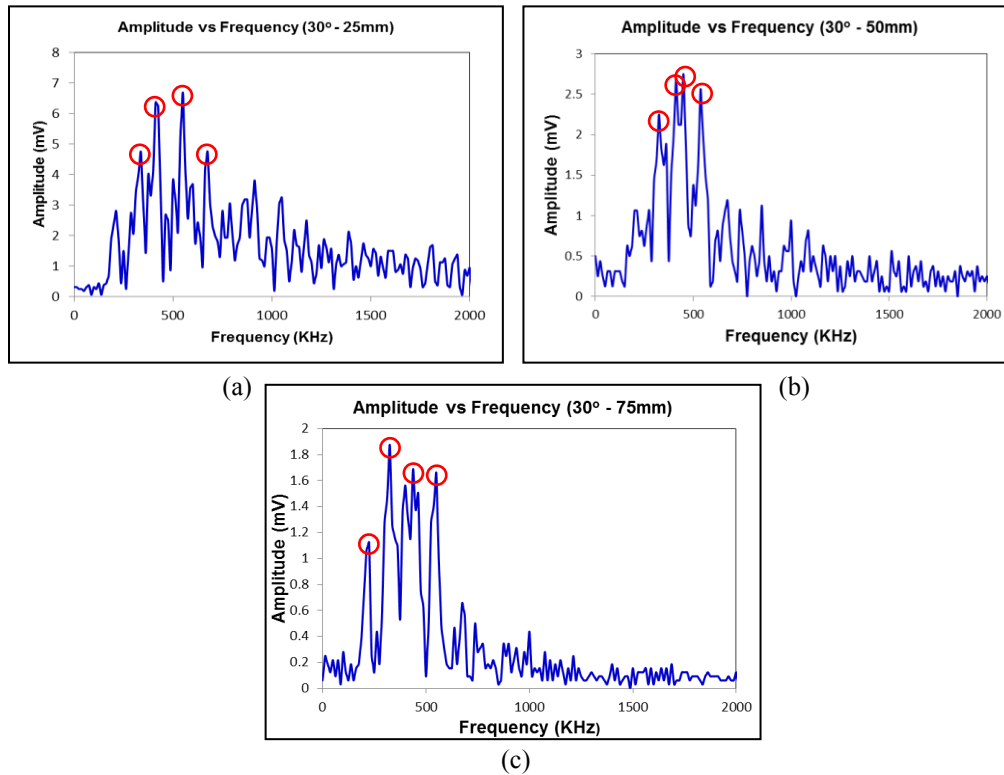 Amplitude vs Frequency (30° - 25mm)
8
7
6
5
4
3
2
1
0
Amplitude (mV)
0 500 1000 1500 2000
Frequency (KHz)
(a)
Amplitude vs Frequency (30° - 50mm)
3
2.5
2
1.5
1
0.5
0
Amplitude (mV)
0 500 1000 1500 2000
Frequency (KHz)
(b)
Amplitude vs Frequency (30° - 75mm)
2
1.8
1.6
1.4
1.2
1
0.8
0.6
0.4
0.2
0
Amplitude (mV)
0 500 1000 1500 2000
Frequency (KHz)
(c)